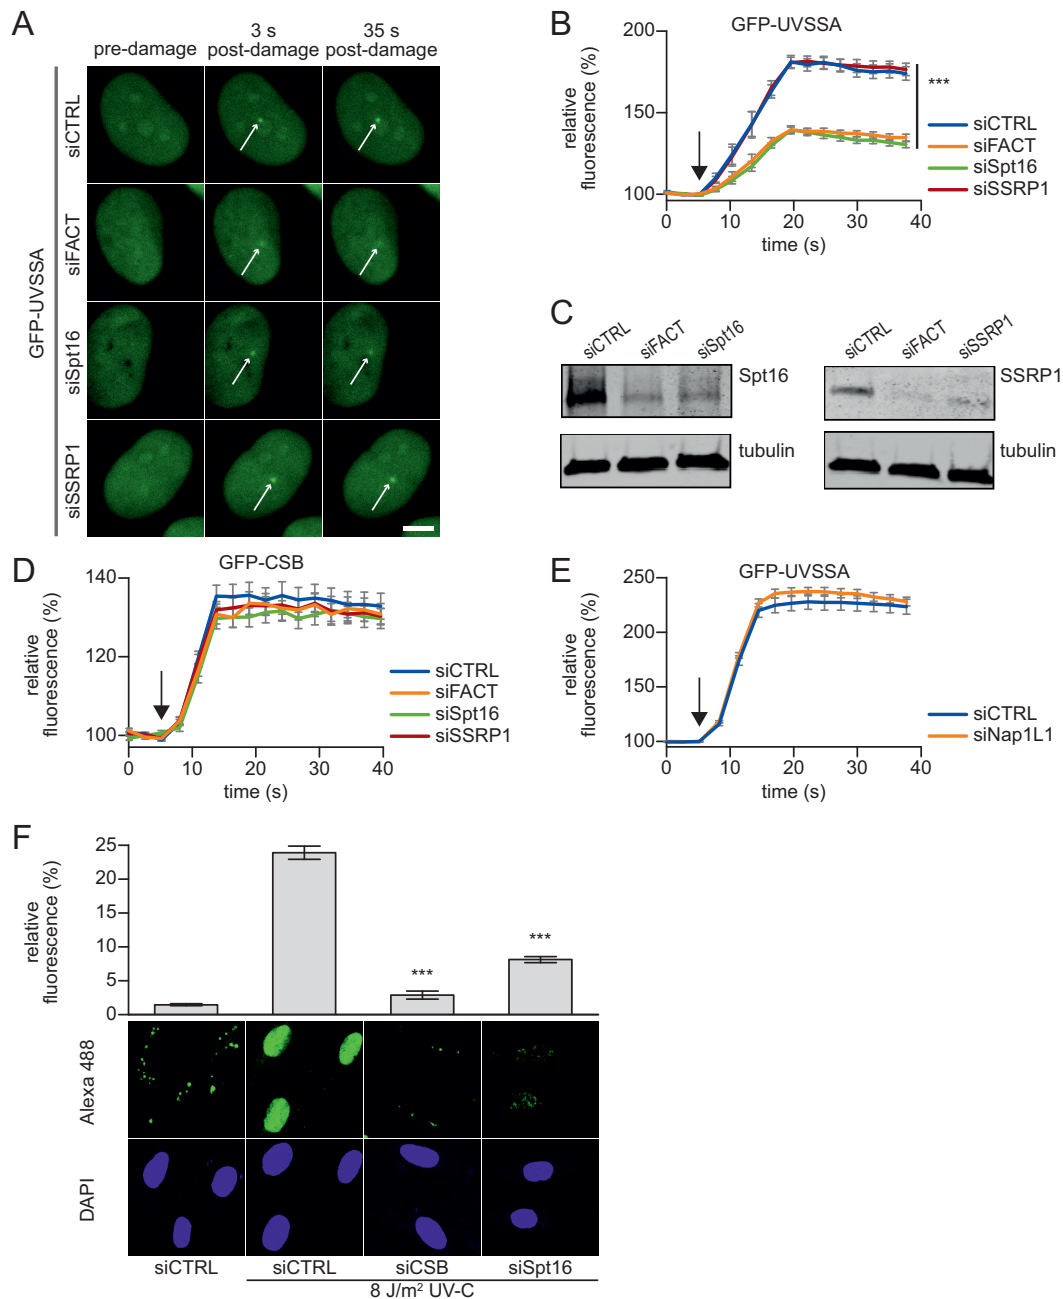 A
pre-damage
3 s
post-damage
35 s
post-damage
GFP-UVSSA
siCTRL
siFACT
siSpt16
siSSRP1
B
GFP-UVSSA
relative
fluorescence (%)
200
150
100
0
10
20
30
40
time (s)
***
siCTRL
siFACT
siSpt16
siSSRP1
C
siCTRL
siFACT
siSpt16
Spt16
tubulin
siCTRL
siFACT
siSSRP1
SSRP1
tubulin
D
GFP-CSB
relative
fluorescence (%)
140
120
100
0
10
20
30
40
time (s)
siCTRL
siFACT
siSpt16
siSSRP1
E
GFP-UVSSA
relative
fluorescence (%)
250
200
150
100
0
10
20
30
40
time (s)
siCTRL
siNap1L1
F
relative
fluorescence (%)
25
20
15
10
5
0
***
***
Alexa 488
DAPI
siCTRL
siCTRL
siCSB
siSpt16
8 J/m² UV-C